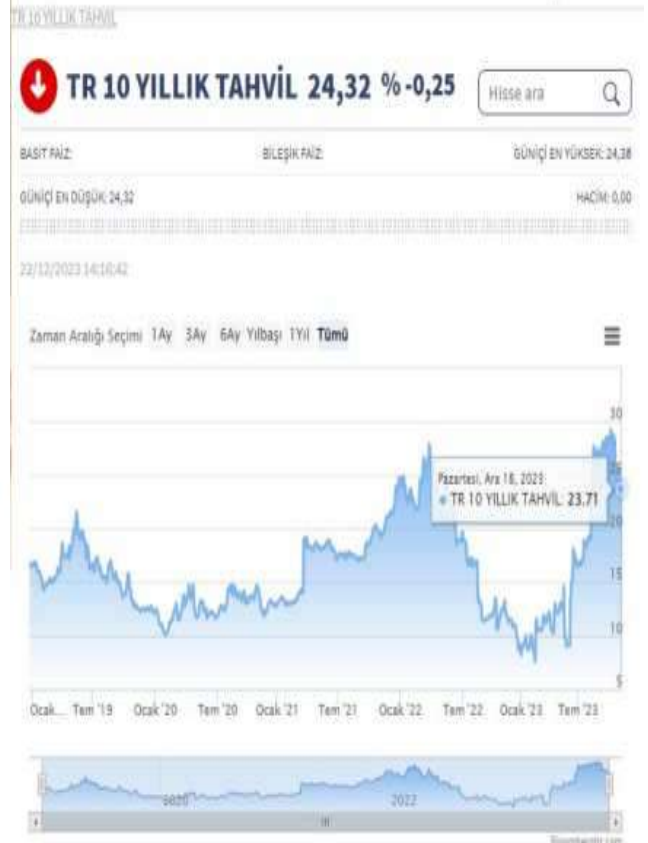 TR 10 YILLIK TAHVİL
TR 10 YILLIK TAHVİL 24,32 % -0,25
Hisse ara
BASİT FAİZ: BİLEŞİK FAİZ: GÜNİÇİ EN YÜKSEK: 24,38
GÜNİÇİ EN DÜŞÜK: 24,32 HACİM: 0,00
22/12/2023 14:10:42
Zaman Aralığı Seçimi 1Ay 3Ay 6Ay Yılbaşı 1Yıl Tümü
30
Pazartesi, Ara 18, 2023
25
TR 10 YILLIK TAHVİL: 23.71
20
15
10
5
Ocak... Tem '19 Ocak '20 Tem '20 Ocak '21 Tem '21 Ocak '22 Tem '22 Ocak '23 Tem '23
2020 2022
Bloomberght.com